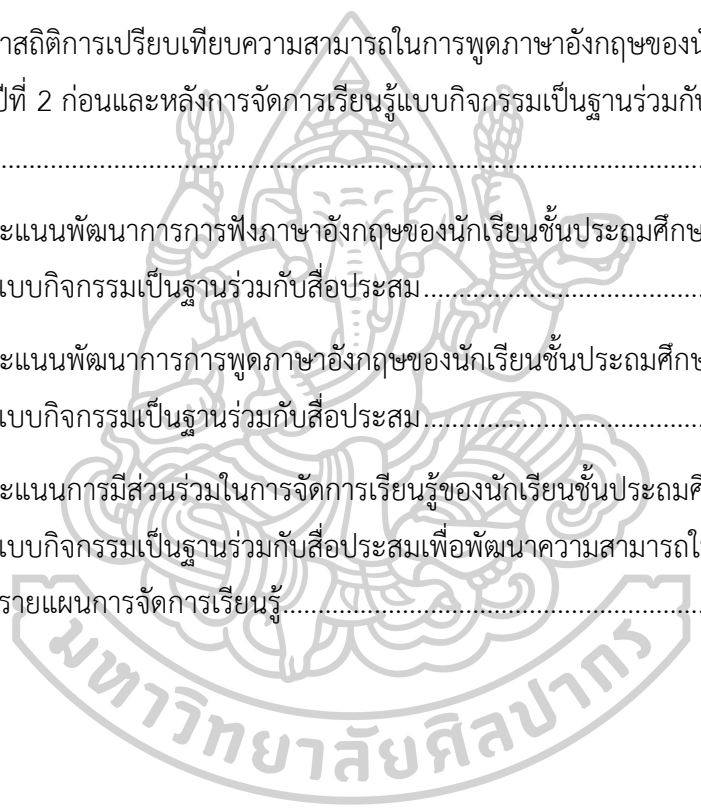 าสถิติการเปรียบเทียบความสามารถในการพูดภาษาอังกฤษของนั
ปีที่ 2 ก่อนและหลังการจัดการเรียนรู้แบบกิจกรรมเป็นฐานร่วมกับ
................................................................................
ะแนนพัฒนาการการฟังภาษาอังกฤษของนักเรียนชั้นประถมศึกษ
แบบกิจกรรมเป็นฐานร่วมกับสื่อประสม................................
ะแนนพัฒนาการการพูดภาษาอังกฤษของนักเรียนชั้นประถมศึกษ
แบบกิจกรรมเป็นฐานร่วมกับสื่อประสม................................
ะแนนการมีส่วนร่วมในการจัดการเรียนรู้ของนักเรียนชั้นประถมศึ
แบบกิจกรรมเป็นฐานร่วมกับสื่อประสมเพื่อพัฒนาความสามารถใ
รายแผนการจัดการเรียนรู้................................................
มหาวิทยาลัยศิลปากร